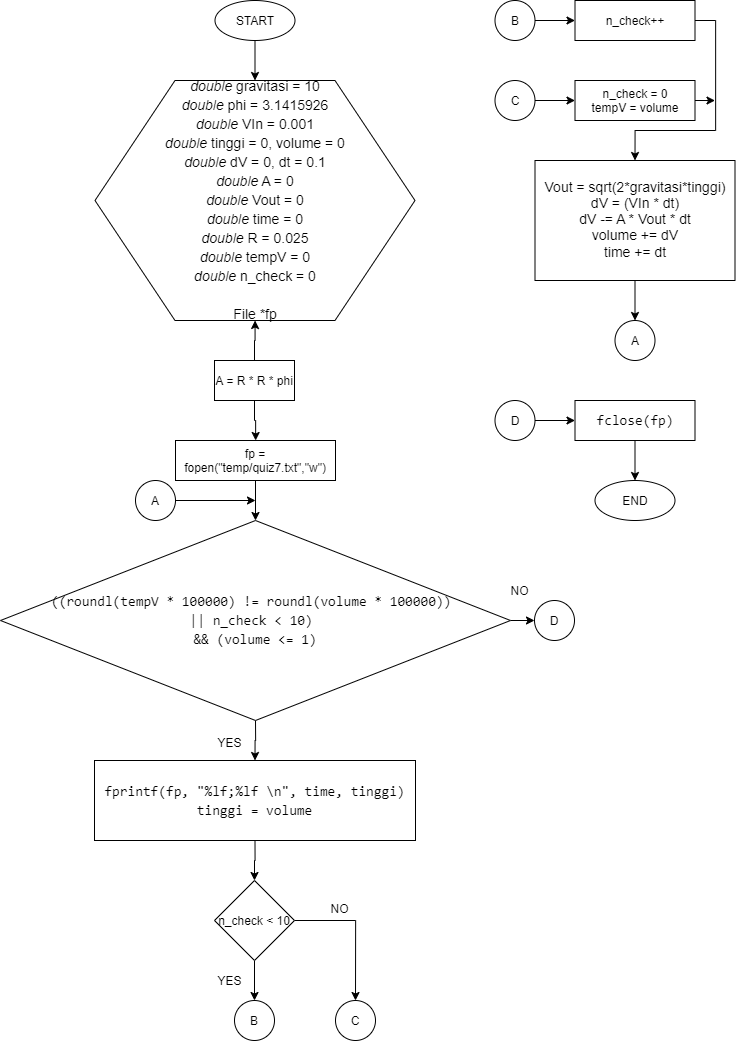 START
double gravitasi = 10
double phi = 3.1415926
double VIn = 0.001
double tinggi = 0, volume = 0
double dV = 0, dt = 0.1
double A = 0
double Vout = 0
double time = 0
double R = 0.025
double tempV = 0
double n_check = 0
File *fp
A = R * R * phi
fp =
fopen("temp/quiz7.txt","w")
A
((roundl(tempV * 100000) != roundl(volume * 100000))
|| n_check < 10)
&& (volume <= 1)
NO
D
YES
fprintf(fp, "%lf;%lf \n", time, tinggi)
tinggi = volume
n_check < 10
NO
YES
B
C
B
n_check++
C
n_check = 0
tempV = volume
Vout = sqrt(2*gravitasi*tinggi)
dV = (VIn * dt)
dV -= A * Vout * dt
volume += dV
time += dt
A
D
fclose(fp)
END